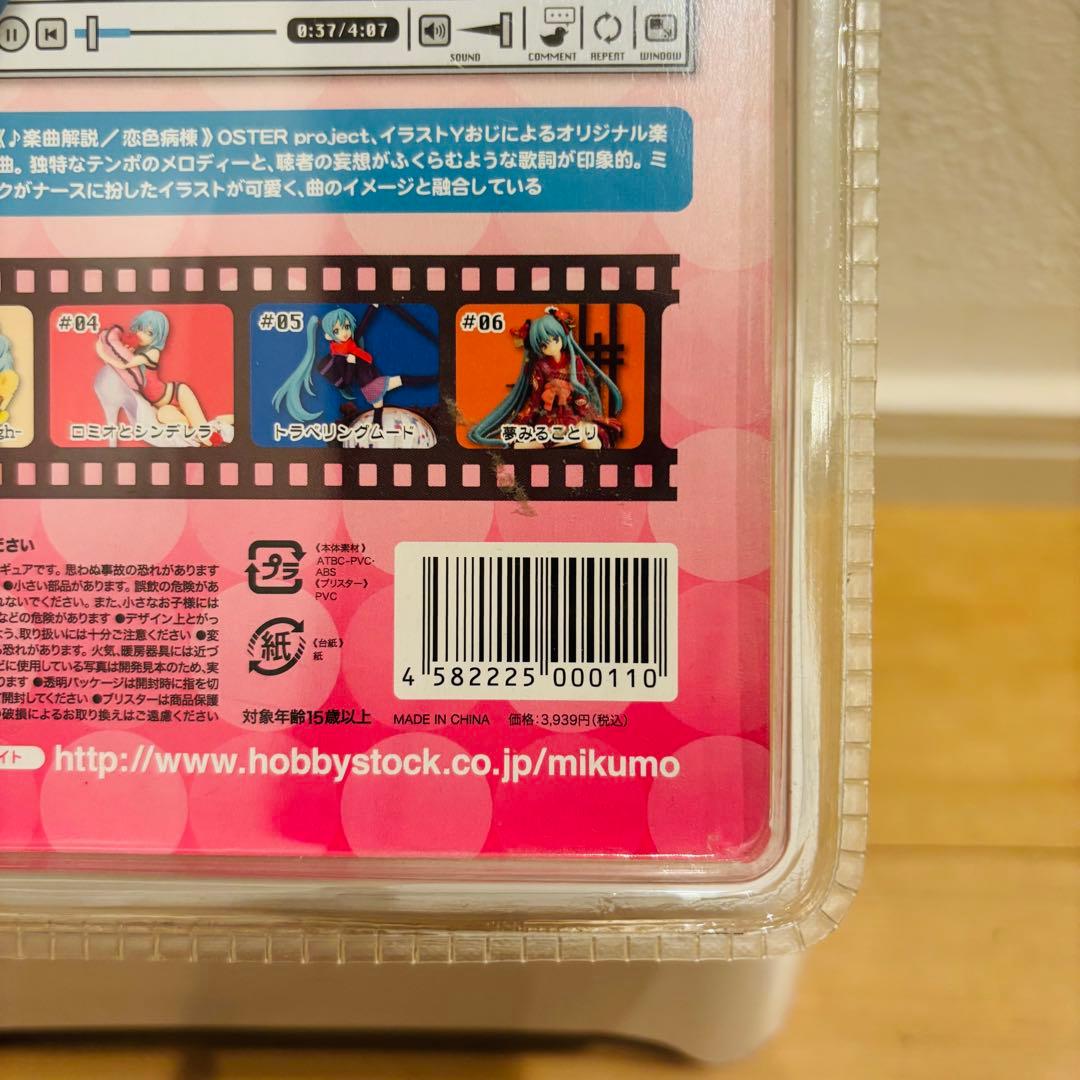 0:37/4:07
SOUND
COMMENT
REPEAT
WINDOW
《♪楽曲解説／恋色病棟》OSTER project、イラストYおじによるオリジナル楽
曲。独特なテンポのメロディーと、聴者の妄想がふくらむような歌詞が印象的。ミ
クがナースに扮したイラストが可愛く、曲のイメージと融合している
gh-
#04
ロミオとシンデレラ
#05
トラベリングムード
#06
夢みることり
ださい
ギュアです。思わぬ事故の恐れがあります
●小さい部品があります。誤飲の危険があ
れないでください。また、小さなお子様には
などの危険があります ●デザイン上とがっ
よう、取り扱いには十分ご注意ください ●変
る恐れがあります。火気、暖房器具には近づ
どに使用している写真は開発見本のため、実
ります ●透明パッケージは開封時に指を切
て開封してください ●ブリスターは商品保護
破損によるお取り換えはご遠慮ください
プラ
《本体素材》
ATBC-PVC・
ABS
《ブリスター》
PVC
紙
《台紙》
紙
4 582225 000110
対象年齢15歳以上 MADE IN CHINA 価格：3,939円（税込）
イト http://www.hobbystock.co.jp/mikumo